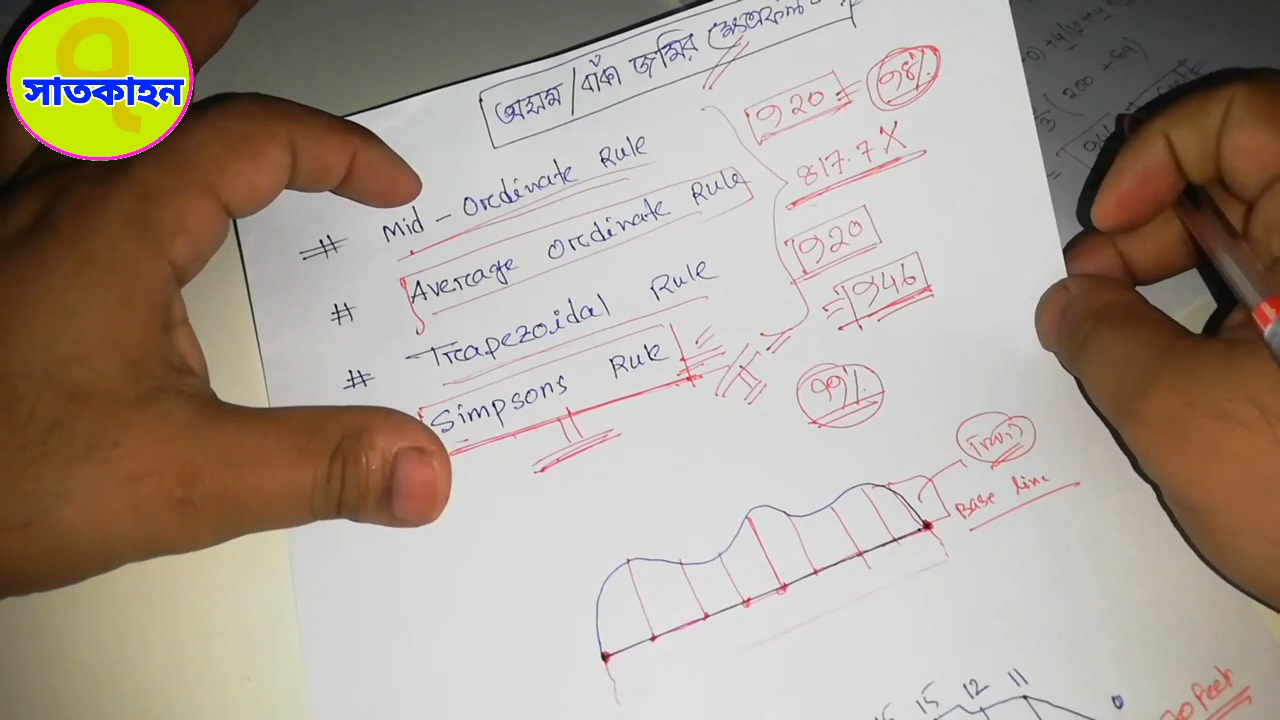 সাতকাহন
অসম/বাঁকা জমির
# Mid-Ordinate Rule
920 = 98%
# Average Ordinate Rule
817.7 X
# Trapezoidal Rule
920
Simpsons Rule
= 946
99%
Base line
15 12 11 0